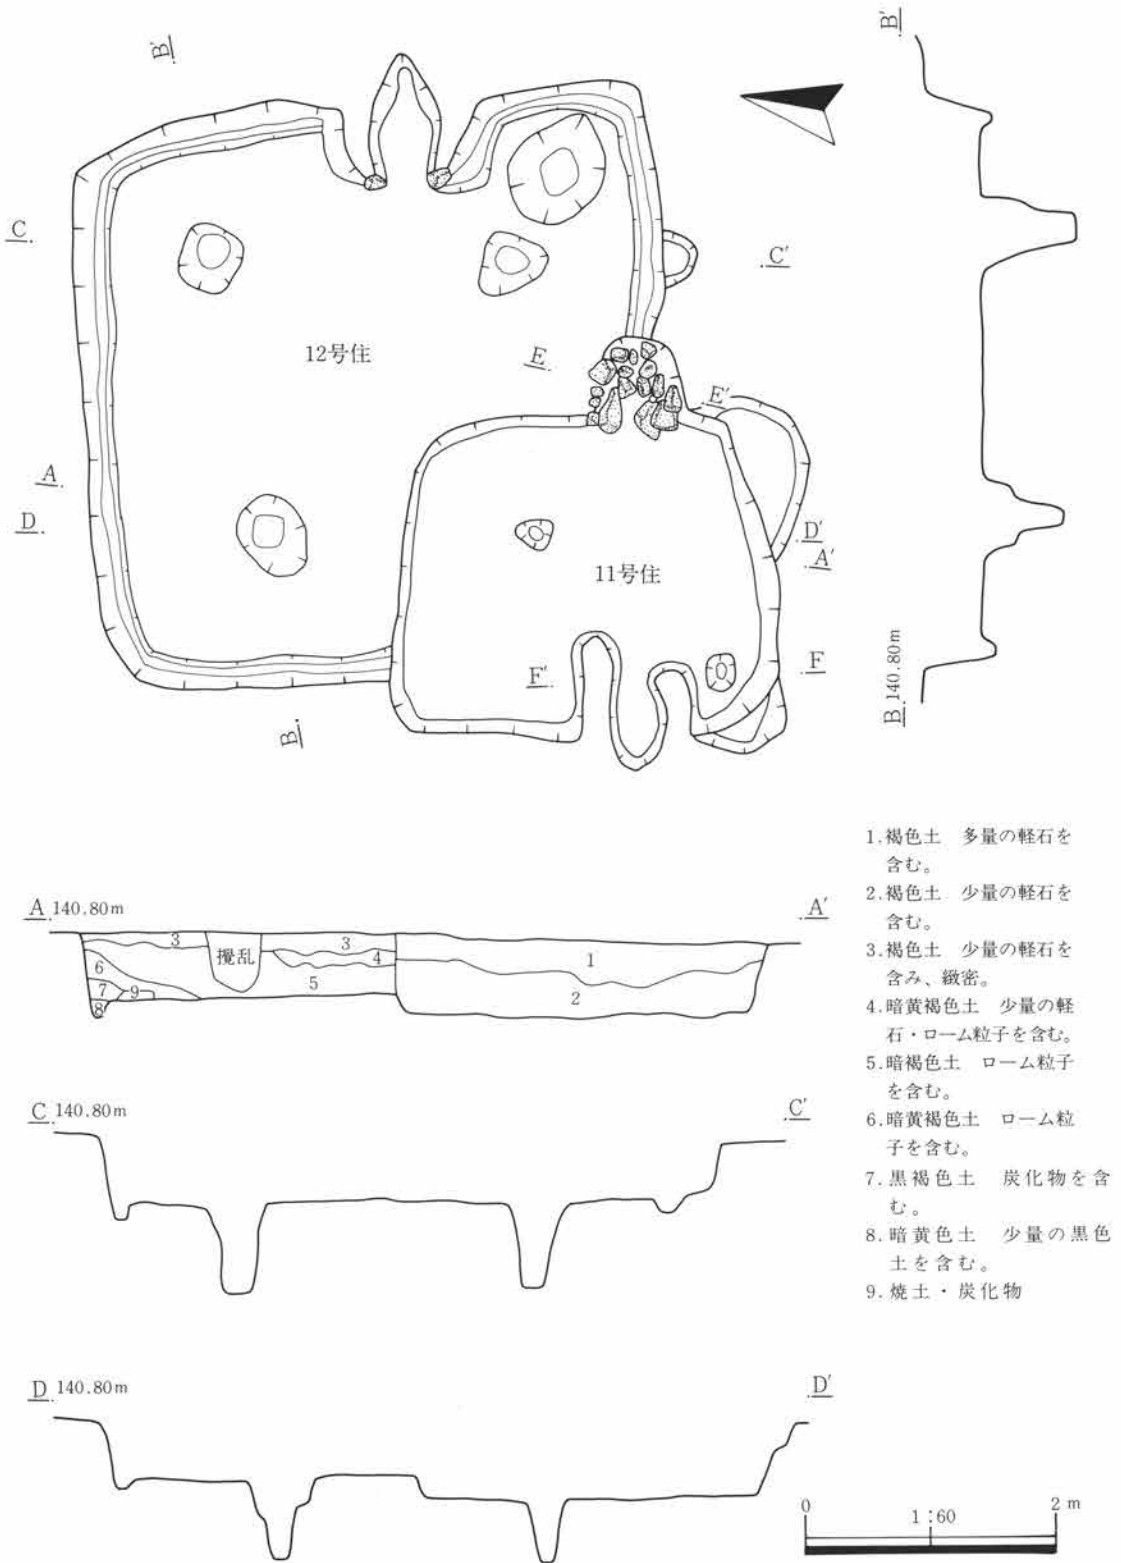 B′
B′
C
C′
12号住
E
E′
A
D
D′
A′
11号住
F′
F
B
B 140.80m
1.褐色土 多量の軽石を
含む。
2.褐色土 少量の軽石を
含む。
3.褐色土 少量の軽石を
含み、緻密。
4.暗黄褐色土 少量の軽
石・ローム粒子を含む。
5.暗褐色土 ローム粒子
を含む。
6.暗黄褐色土 ローム粒
子を含む。
7.黒褐色土 炭化物を含
む。
8.暗黄色土 少量の黒色
土を含む。
9.焼土・炭化物
A 140.80m
A′
3
攪乱
3
4
6
5
7
9
8
1
2
C 140.80m
C′
D 140.80m
D′
0
1:60
2 m